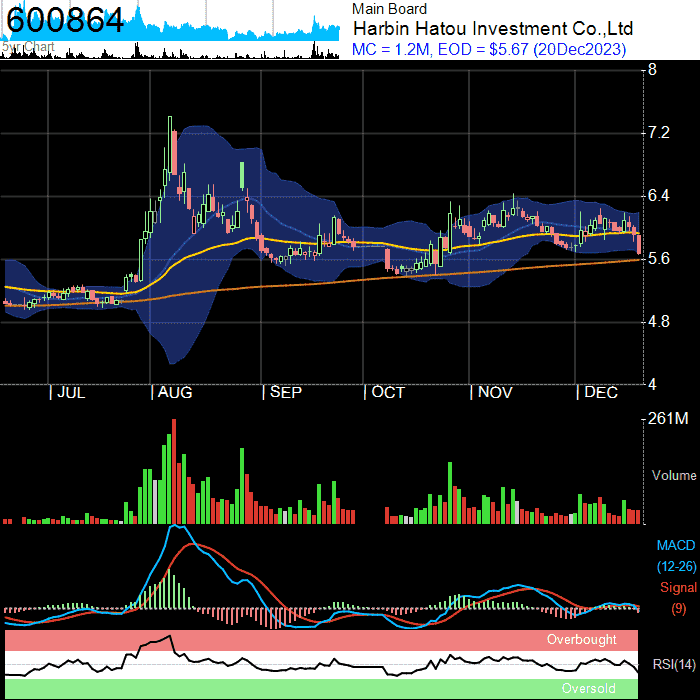 600864
5yr Chart
Main Board
Harbin Hatou Investment Co.,Ltd
MC = 1.2M, EOD = $5.67 (20Dec2023)
8
7.2
6.4
5.6
4.8
4
JUL
AUG
SEP
OCT
NOV
DEC
261M
Volume
MACD
(12-26)
Signal
(9)
Overbought
RSI(14)
Oversold